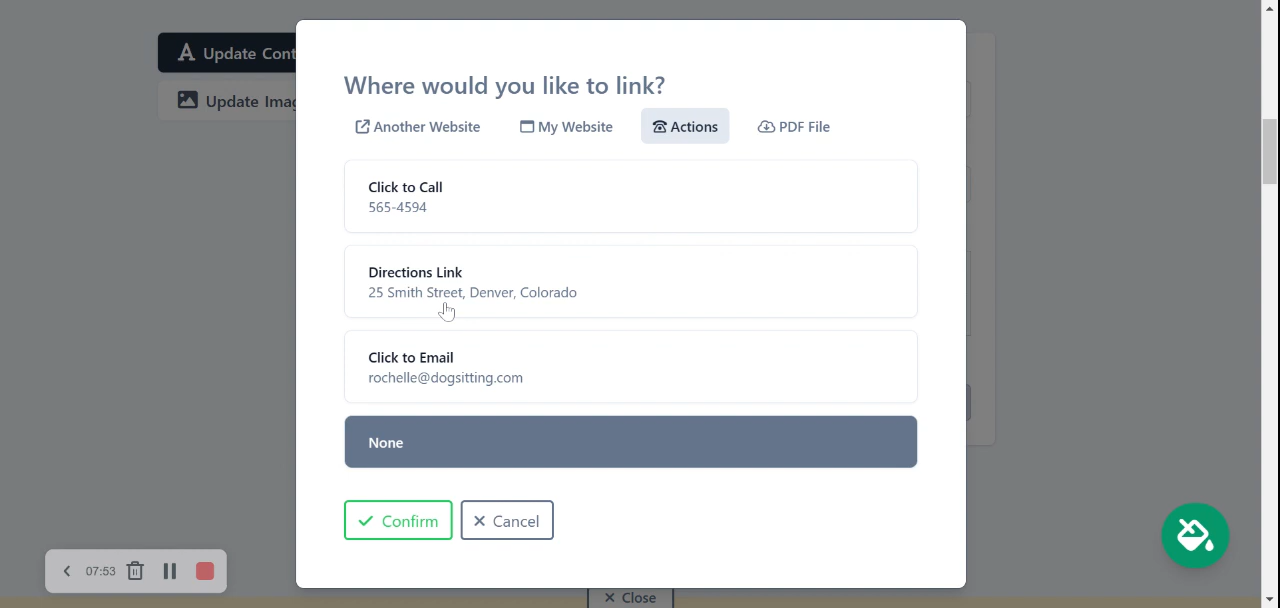 Update Cont
Update Imag
Where would you like to link?
Another Website
My Website
Actions
PDF File
Click to Call
565-4594
Directions Link
25 Smith Street, Denver, Colorado
Click to Email
rochelle@dogsitting.com
None
Confirm
Cancel
07:53
Close